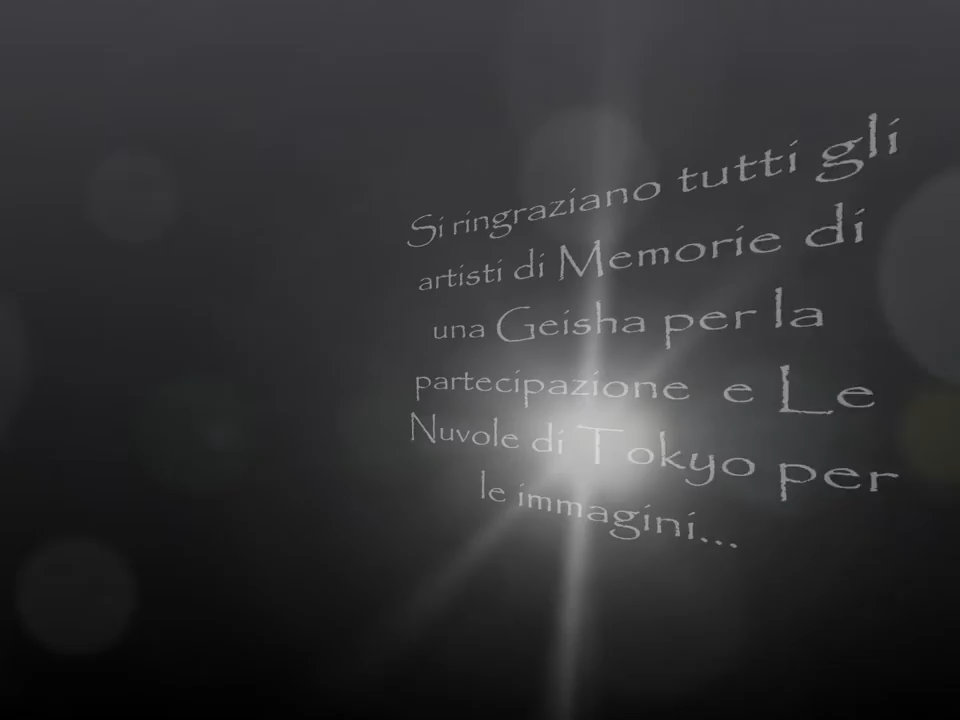 Si ringraziano tutti gli
artisti di Memorie di
una Geisha per la
partecipazione e Le
Nuvole di Tokyo per
le immagini...